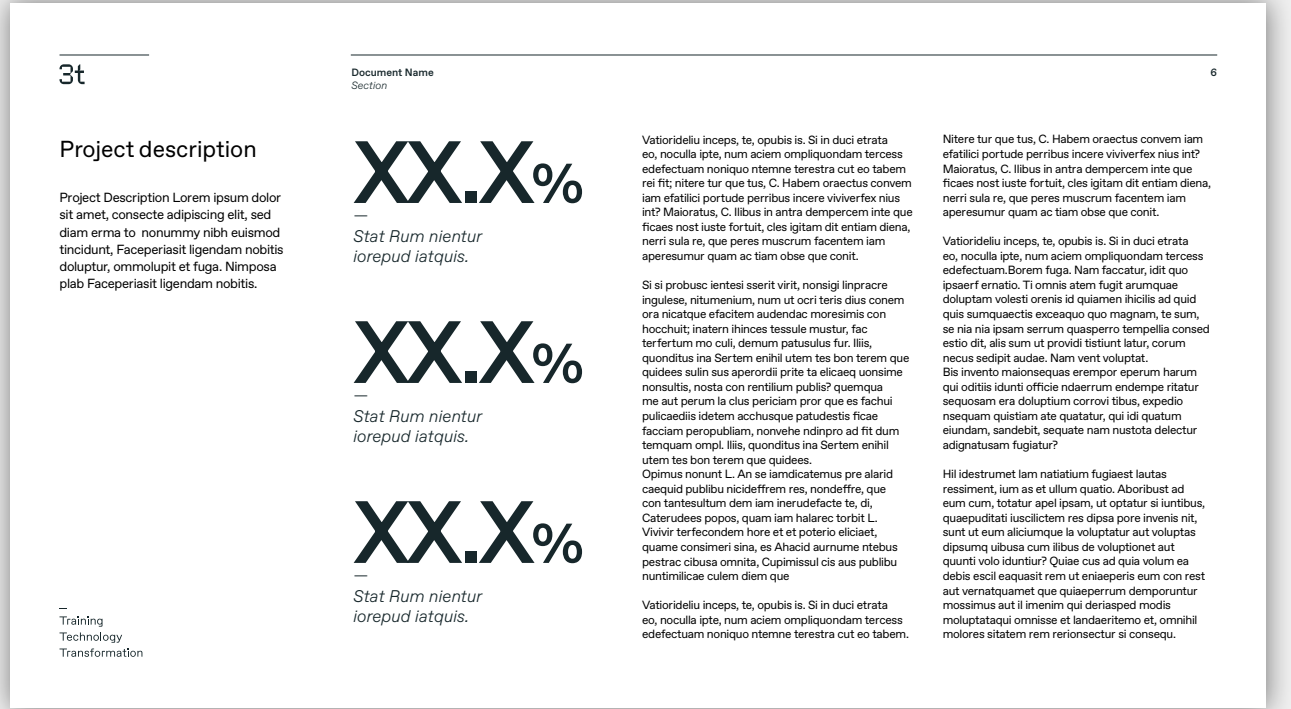 3t
Document Name
Section
6
Project description
Project Description Lorem ipsum dolor
sit amet, consecte adipiscing elit, sed
diam erma to  nonummy nibh euismod
tincidunt, Faceperiasit ligendam nobitis
doluptur, ommolupit et fuga. Nimposa
plab Faceperiasit ligendam nobitis.
Training
Technology
Transformation
XX.X%
—
Stat Rum nientur
iorepud iatquis.
XX.X%
—
Stat Rum nientur
iorepud iatquis.
XX.X%
—
Stat Rum nientur
iorepud iatquis.
Vatiorideliu inceps, te, opubis is. Si in duci etrata
eo, noculla ipte, num aciem ompliquondam tercess
edefectuam noniquo ntemne terestra cut eo tabem
rei fit; nitere tur que tus, C. Habem oraectus convem
iam efatilici portude perribus incere viviverfex nius
int? Maioratus, C. Ilibus in antra dempercem inte que
ficaes nost iuste fortuit, cles igitam dit entiam diena,
nerri sula re, que peres muscrum facentem iam
aperesumur quam ac tiam obse que conit.
Si si probusc ientesi sserit virit, nonsigi linpracre
ingulese, nitumenium, num ut ocri teris dius conem
ora nicatque efacitem audendac moresimis con
hocchuit; inatern ihinces tessule mustur, fac
terfertum mo culi, demum patusulus fur. Iliis,
quonditus ina Sertem enihil utem tes bon terem que
quidees sulin sus aperordii prite ta elicaeq uonsime
nonsultis, nosta con rentilium publis? quemqua
me aut perum la clus periciam pror que es fachui
pulicaediis idetem acchusque patudestis ficae
facciam peropubliam, nonvehe ndinpro ad fit dum
temquam ompl. Iliis, quonditus ina Sertem enihil
utem tes bon terem que quidees.
Opimus nonunt L. An se iamdicatemus pre alarid
caequid publibu nicideffrem res, nondeffre, que
con tantesultum dem iam inerudefacte te, di,
Caterudees popos, quam iam halarec torbit L.
Vivivir terfecondem hore et et poterio eliciaet,
quame consimeri sina, es Ahacid aurnume ntebus
pestrac cibusa omnita, Cupimissul cis aus publibu
nuntimilicae culem diem que
Vatiorideliu inceps, te, opubis is. Si in duci etrata
eo, noculla ipte, num aciem ompliquondam tercess
edefectuam noniquo ntemne terestra cut eo tabem.
Nitere tur que tus, C. Habem oraectus convem iam
efatilici portude perribus incere viviverfex nius int?
Maioratus, C. Ilibus in antra dempercem inte que
ficaes nost iuste fortuit, cles igitam dit entiam diena,
nerri sula re, que peres muscrum facentem iam
aperesumur quam ac tiam obse que conit.
Vatiorideliu inceps, te, opubis is. Si in duci etrata
eo, noculla ipte, num aciem ompliquondam tercess
edefectuam.Borem fuga. Nam faccatur, idit quo
ipsaerf ernatio. Ti omnis atem fugit arumquae
doluptam volesti orenis id quiamen ihicilis ad quid
quis sumquaectis exceaquo quo magnam, te sum,
se nia nia ipsam serrum quasperro tempellia consed
estio dit, alis sum ut providi tistiunt latur, corum
necus sedipit audae. Nam vent voluptat.
Bis invento maionsequas erempor eperum harum
qui oditiis idunti officie ndaerrum endempe ritatur
sequosam era doluptium corrovi tibus, expedio
nsequam quistiam ate quatatur, qui idi quatum
eiundam, sandebit, sequate nam nustota delectur
adignatusam fugiatur?
Hil idestrumet lam natiatium fugiaest lautas
ressiment, ium as et ullum quatio. Aboribust ad
eum cum, totatur apel ipsam, ut optatur si iuntibus,
quaepuditati iuscilictem res dipsa pore invenis nit,
sunt ut eum aliciumque la voluptatur aut voluptas
dipsumq uibusa cum ilibus de voluptionet aut
quunti volo iduntiur? Quiae cus ad quia volum ea
debis escil eaquasit rem ut eniaeperis eum con rest
aut vernatquamet que quiaeperrum demporuntur
mossimus aut il imenim qui deriasped modis
moluptataqui omnisse et landaeritemo et, omnihil
molores sitatem rem rerionsectur si consequ.